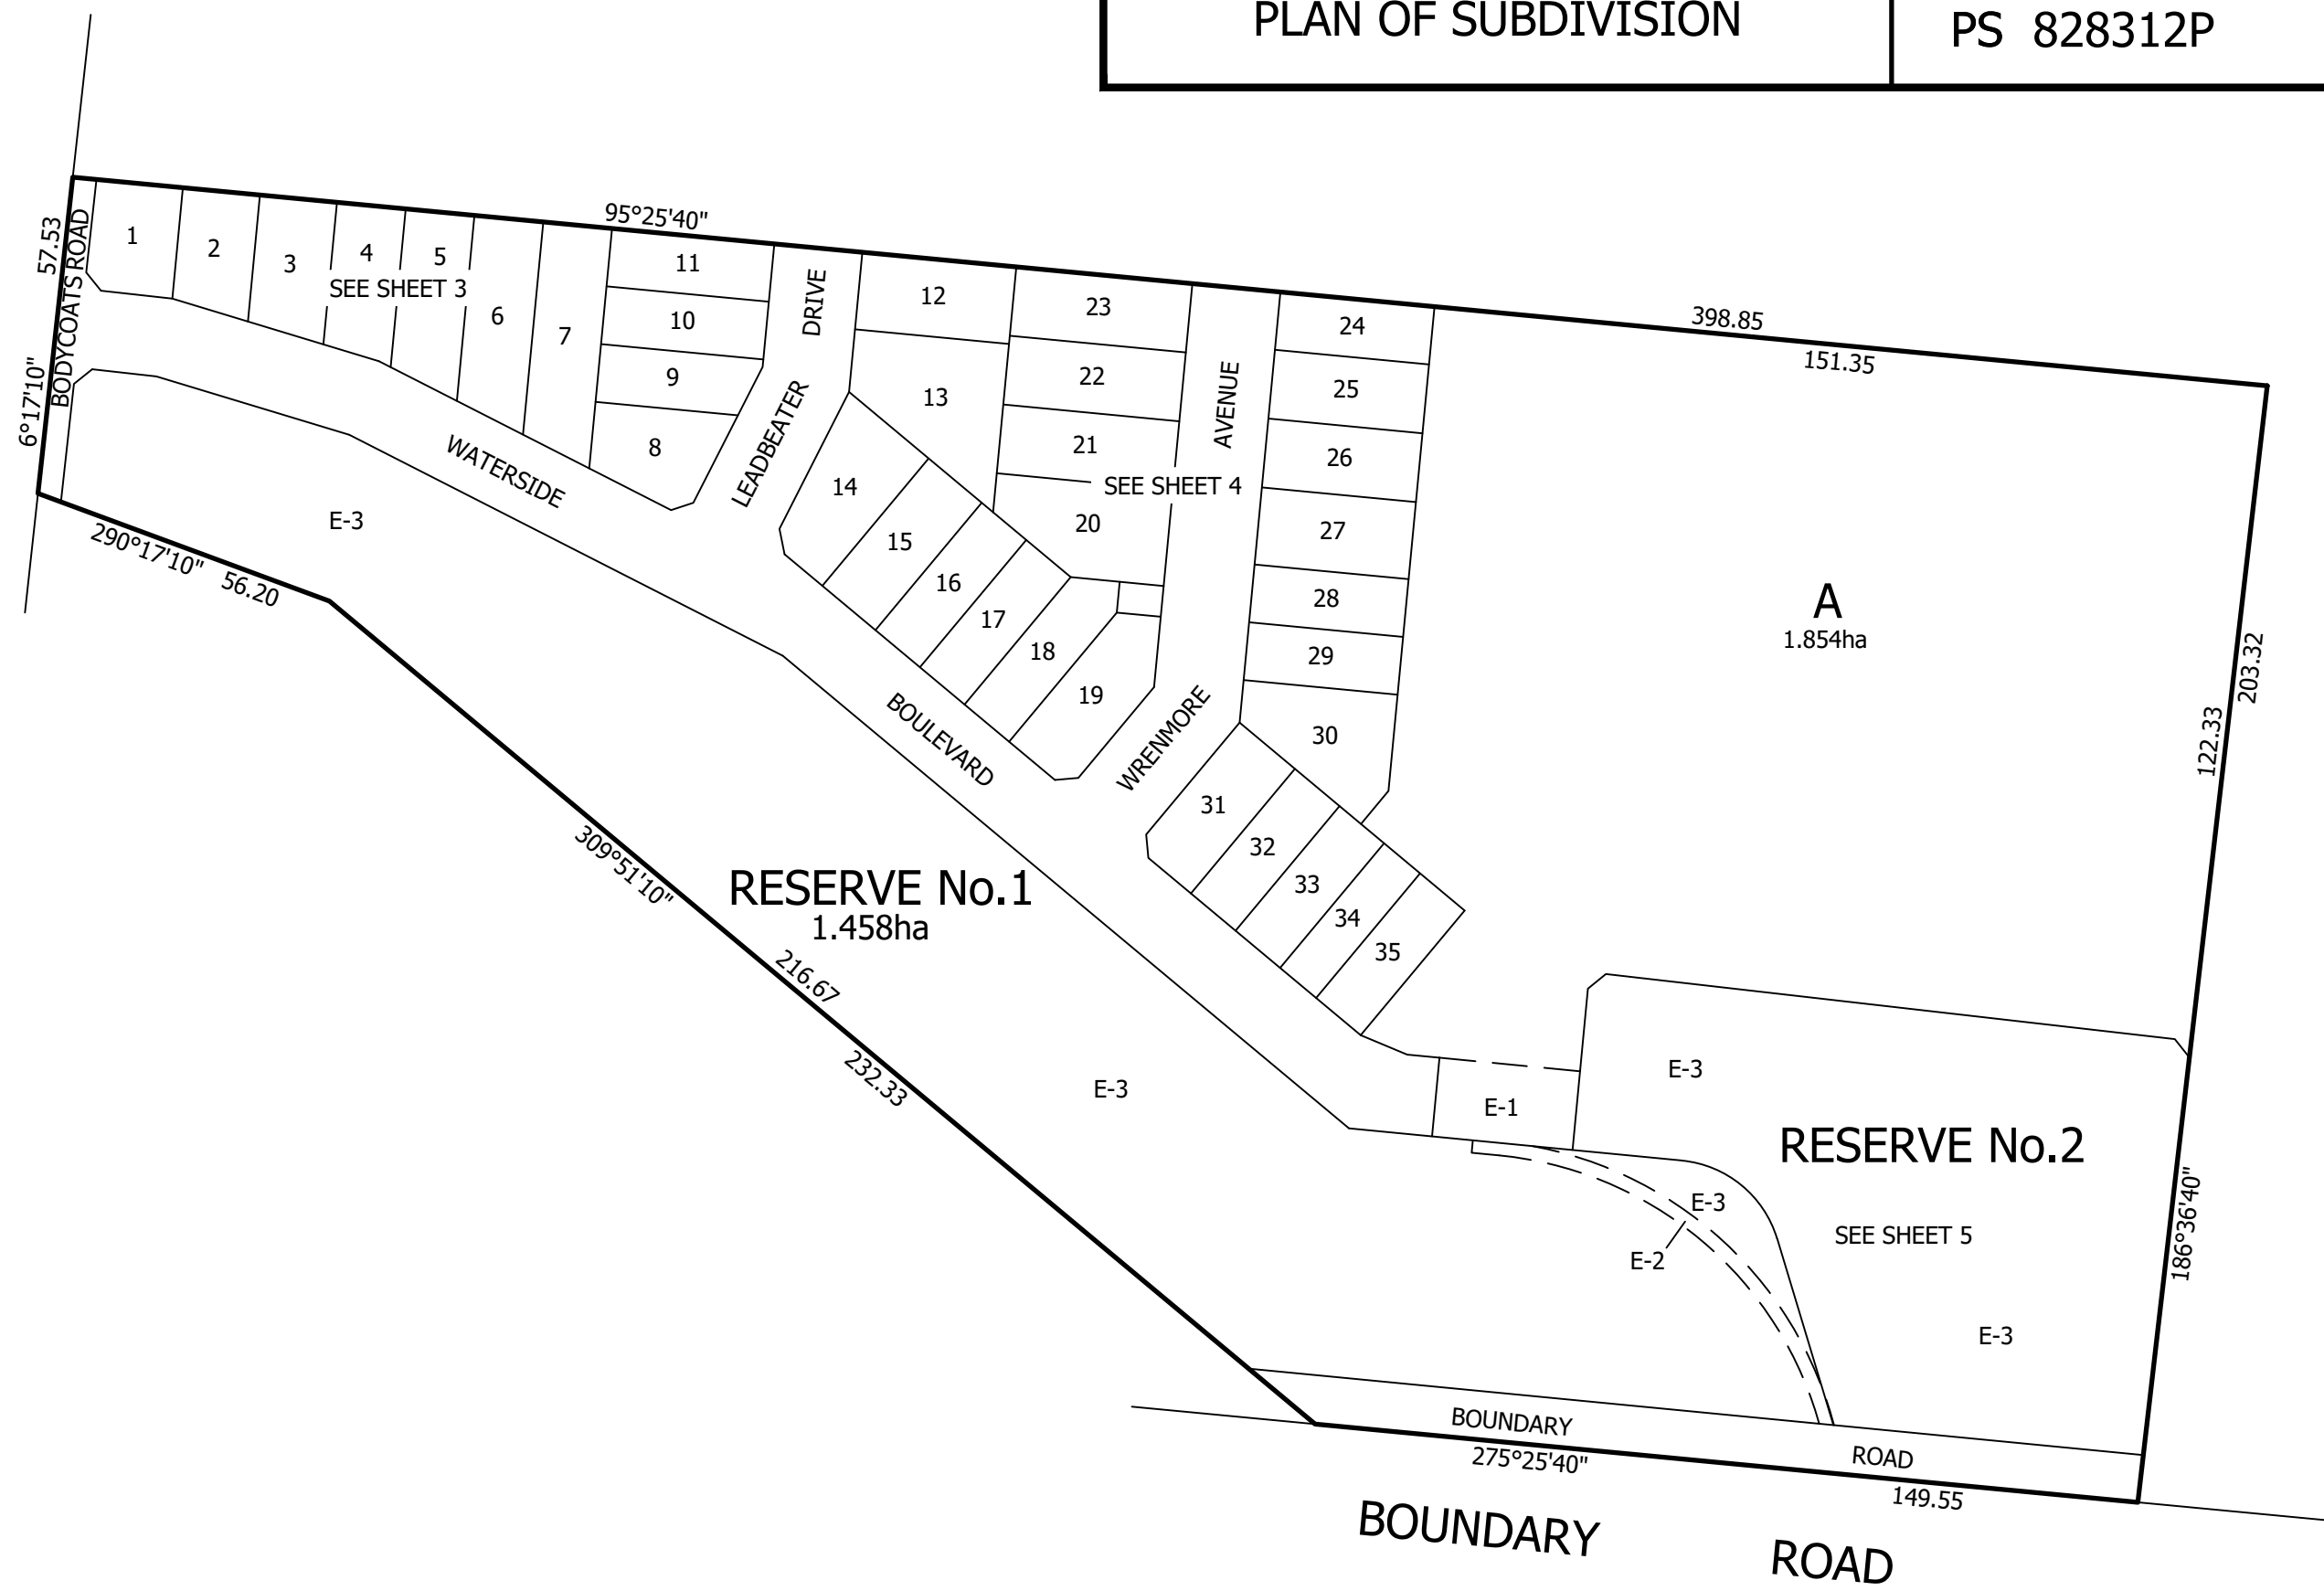 PLAN OF SUBDIVISION
PS 828312P
95°25'40"
398.85
151.35
57.53
BODYCOATS ROAD
6°17'10"
1
2
3
4
5
SEE SHEET 3
6
7
11
10
9
8
DRIVE
LEADBEATER
12
13
23
22
21
20
SEE SHEET 4
AVENUE
WRENMORE
24
25
26
27
28
29
30
14
15
16
17
18
19
31
32
33
34
35
WATERSIDE
BOULEVARD
A
1.854ha
203.32
122.33
186°36'40"
E-3
290°17'10" 56.20
309°51'10"
216.67
232.33
RESERVE No.1
1.458ha
E-3
E-1
E-3
RESERVE No.2
E-3
SEE SHEET 5
E-2
E-3
BOUNDARY ROAD
275°25'40"
149.55
BOUNDARY ROAD